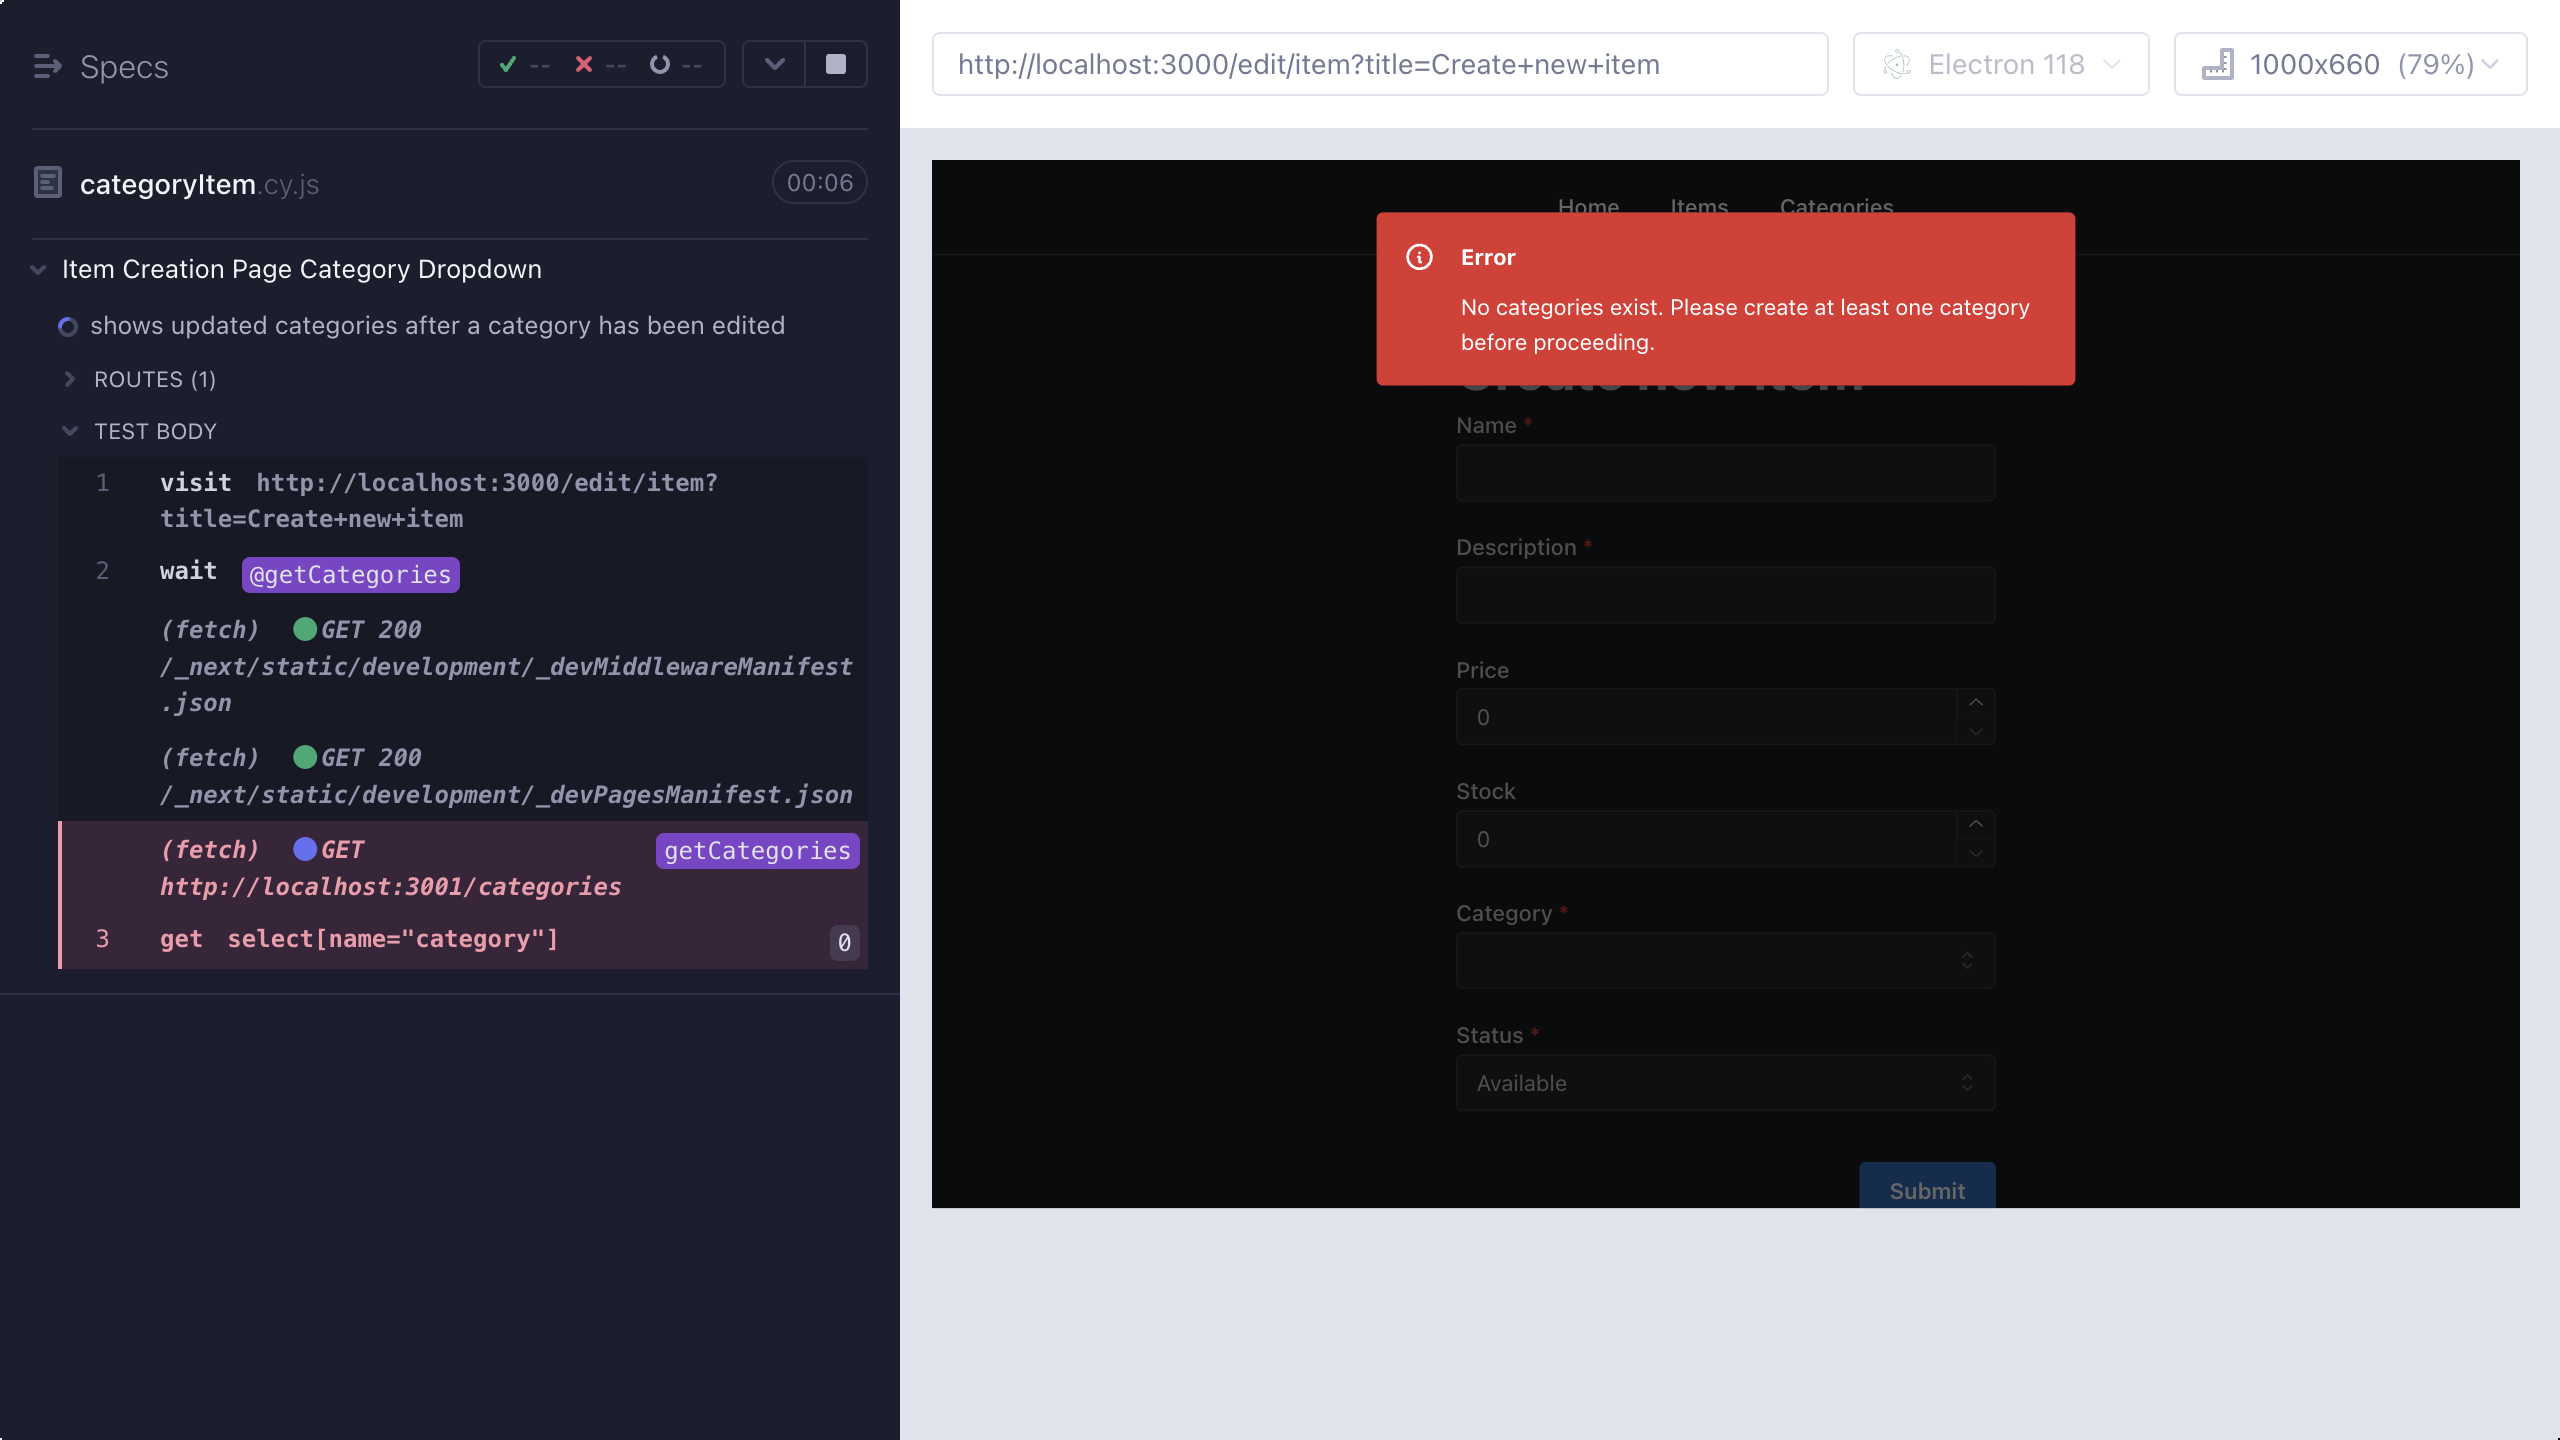 Specs
--
--
--
categoryItem.cy.js
00:06
Item Creation Page Category Dropdown
shows updated categories after a category has been edited
ROUTES (1)
TEST BODY
1 visit http://localhost:3000/edit/item?
title=Create+new+item
2 wait @getCategories
(fetch) GET 200
/_next/static/development/_devMiddlewareManifest
.json
(fetch) GET 200
/_next/static/development/_devPagesManifest.json
(fetch) GET getCategories
http://localhost:3001/categories
3 get select[name="category"] 0
http://localhost:3000/edit/item?title=Create+new+item
Electron 118
1000x660 (79%)
Home Items Categories
Error
No categories exist. Please create at least one category
before proceeding.
Create new item
Name *
Description *
Price
0
Stock
0
Category *
Status *
Available
Submit